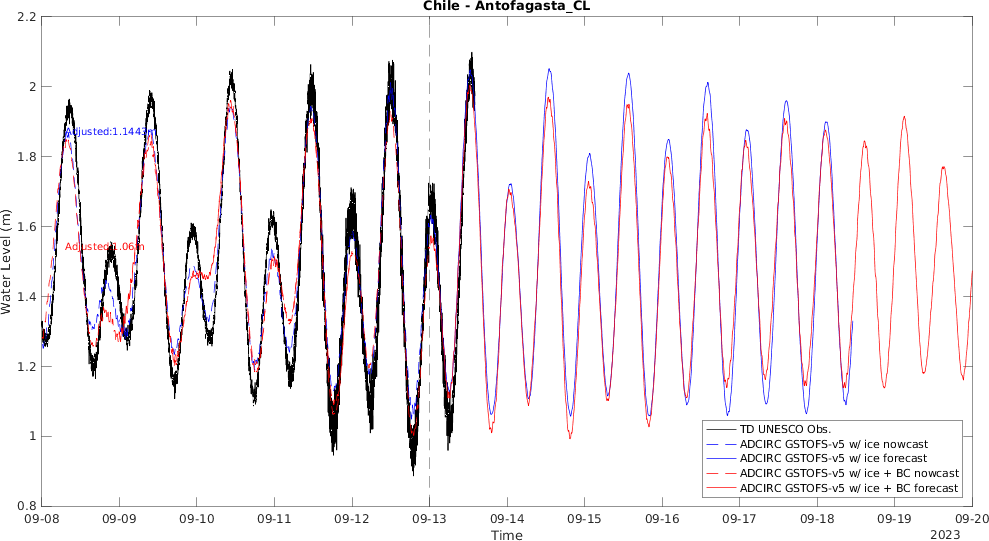 Chile - Antofagasta_CL
2.2
2
1.8
1.6
1.4
1.2
1
0.8
Water Level (m)
Adjusted:1.1443m
Adjusted:1.06m
TD UNESCO Obs.
ADCIRC GSTOFS-v5 w/ ice nowcast
ADCIRC GSTOFS-v5 w/ ice forecast
ADCIRC GSTOFS-v5 w/ ice + BC nowcast
ADCIRC GSTOFS-v5 w/ ice + BC forecast
09-08 09-09 09-10 09-11 09-12 09-13 09-14 09-15 09-16 09-17 09-18 09-19 09-20
Time
2023